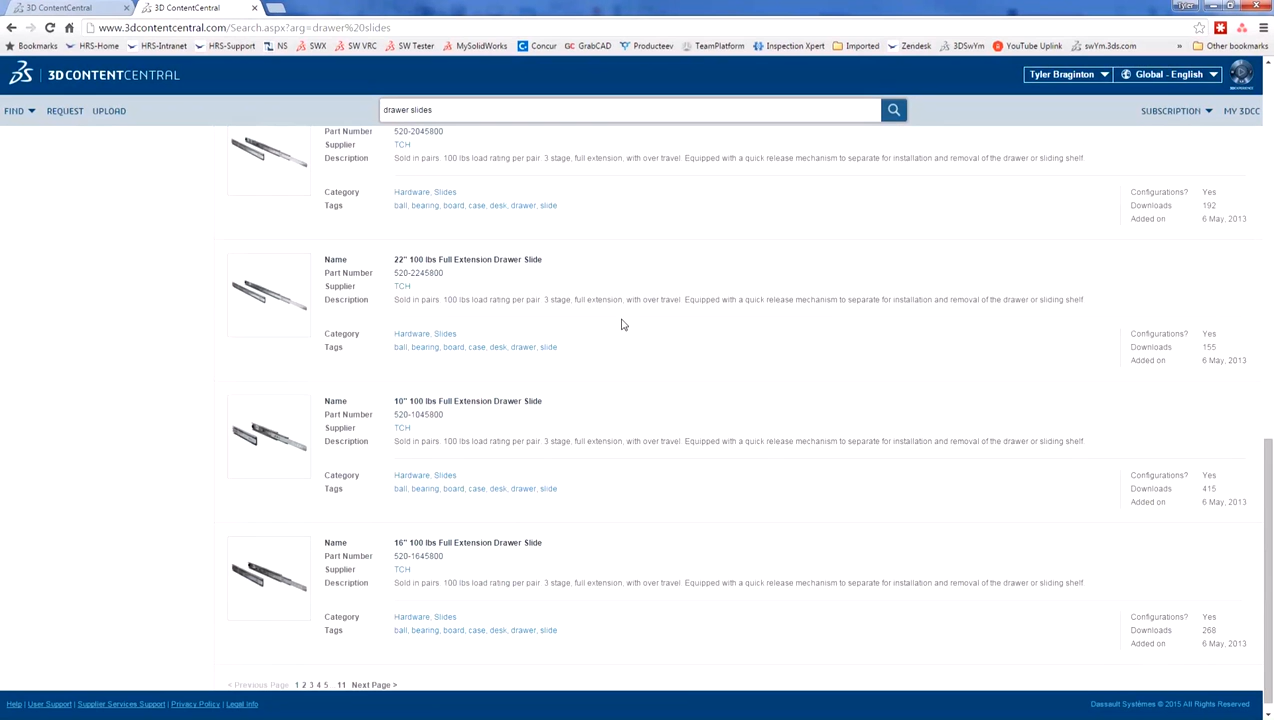 3D ContentCentral
3D ContentCentral
Tyler
www.3dcontentcentral.com/Search.aspx?arg=drawer%20slides
Bookmarks HRS-Home HRS-Intranet HRS-Support NS SWX SW VRC SW Tester MySolidWorks Concur GrabCAD Producteev TeamPlatform Inspection Xpert Imported Zendesk 3DSwYm YouTube Uplink swYm.3ds.com » Other bookmarks
3DCONTENTCENTRAL
Tyler Braginton
Global - English
FIND REQUEST UPLOAD
drawer slides
SUBSCRIPTION MY 3DCC
Part Number 520-2045800
Supplier TCH
Description Sold in pairs. 100 lbs load rating per pair. 3 stage, full extension, with over travel. Equipped with a quick release mechanism to separate for installation and removal of the drawer or sliding shelf.
Category Hardware, Slides
Tags ball, bearing, board, case, desk, drawer, slide
Configurations? Yes
Downloads 192
Added on 6 May, 2013
Name 22" 100 lbs Full Extension Drawer Slide
Part Number 520-2245800
Supplier TCH
Description Sold in pairs. 100 lbs load rating per pair. 3 stage, full extension, with over travel. Equipped with a quick release mechanism to separate for installation and removal of the drawer or sliding shelf.
Category Hardware, Slides
Tags ball, bearing, board, case, desk, drawer, slide
Configurations? Yes
Downloads 155
Added on 6 May, 2013
Name 10" 100 lbs Full Extension Drawer Slide
Part Number 520-1045800
Supplier TCH
Description Sold in pairs. 100 lbs load rating per pair. 3 stage, full extension, with over travel. Equipped with a quick release mechanism to separate for installation and removal of the drawer or sliding shelf.
Category Hardware, Slides
Tags ball, bearing, board, case, desk, drawer, slide
Configurations? Yes
Downloads 415
Added on 6 May, 2013
Name 16" 100 lbs Full Extension Drawer Slide
Part Number 520-1645800
Supplier TCH
Description Sold in pairs. 100 lbs load rating per pair. 3 stage, full extension, with over travel. Equipped with a quick release mechanism to separate for installation and removal of the drawer or sliding shelf.
Category Hardware, Slides
Tags ball, bearing, board, case, desk, drawer, slide
Configurations? Yes
Downloads 268
Added on 6 May, 2013
< Previous Page 1 2 3 4 5 ..11 Next Page >
Help | User Support | Supplier Services Support | Privacy Policy | Legal Info
Dassault Systèmes © 2015 All Rights Reserved